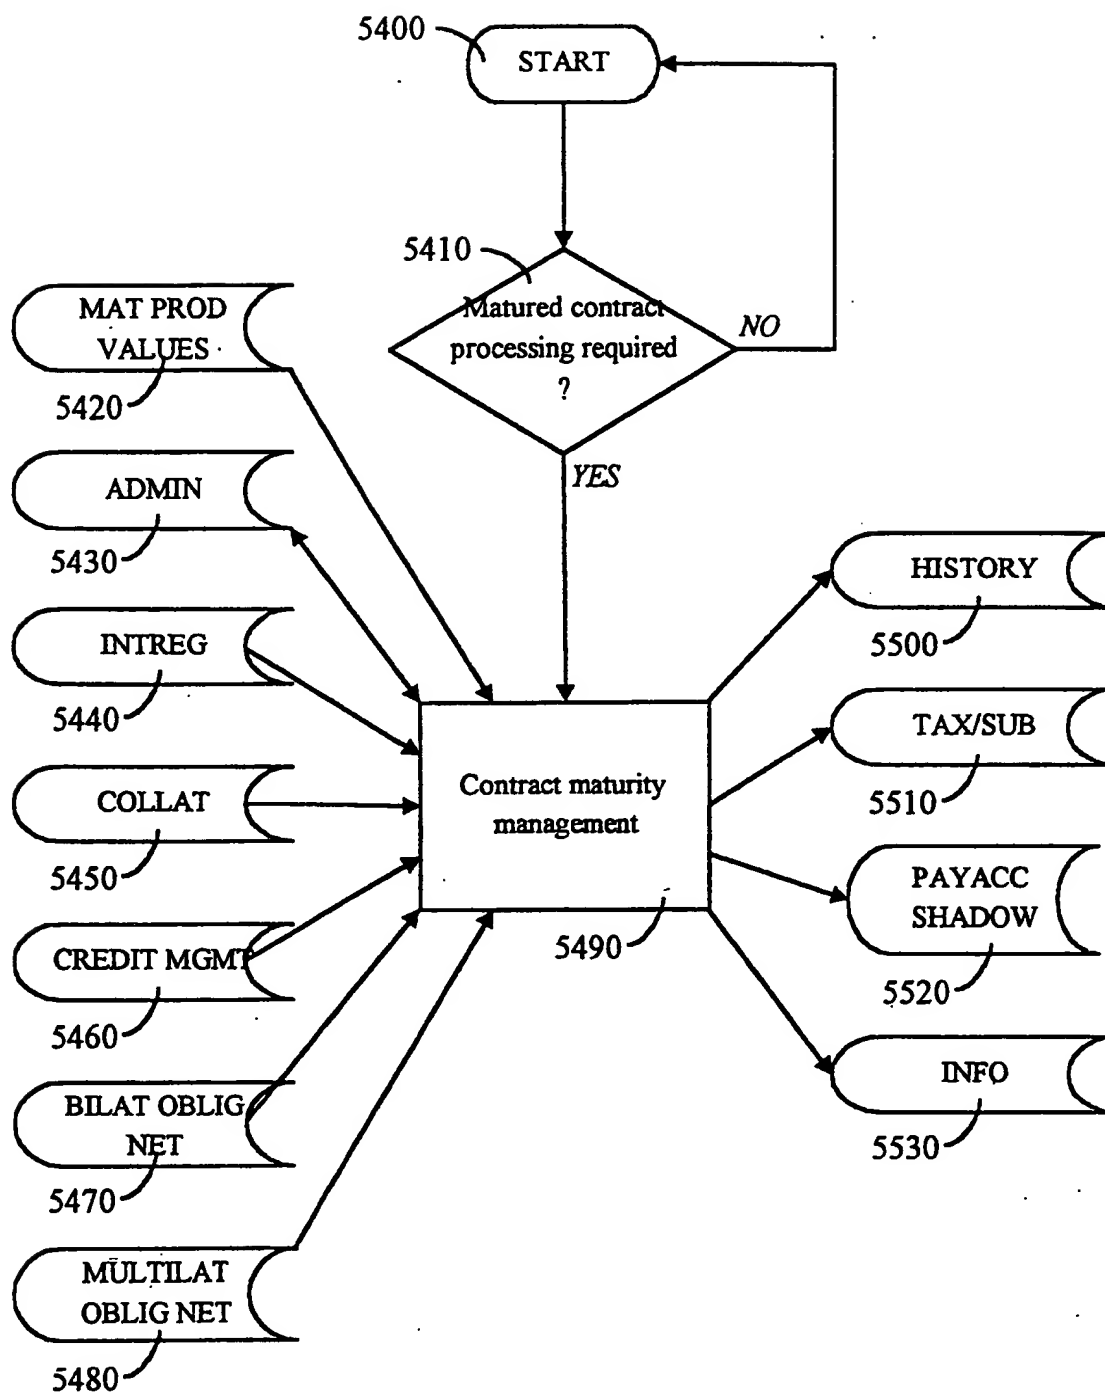 5400
START
5410
Matured contract
processing required
?
NO
YES
MAT PROD
VALUES
5420
ADMIN
5430
INTREG
5440
COLLAT
5450
CREDIT MGMT
5460
BILAT OBLIG
NET
5470
MULTILAT
OBLIG NET
5480
Contract maturity
management
5490
HISTORY
5500
TAX/SUB
5510
PAYACC
SHADOW
5520
INFO
5530